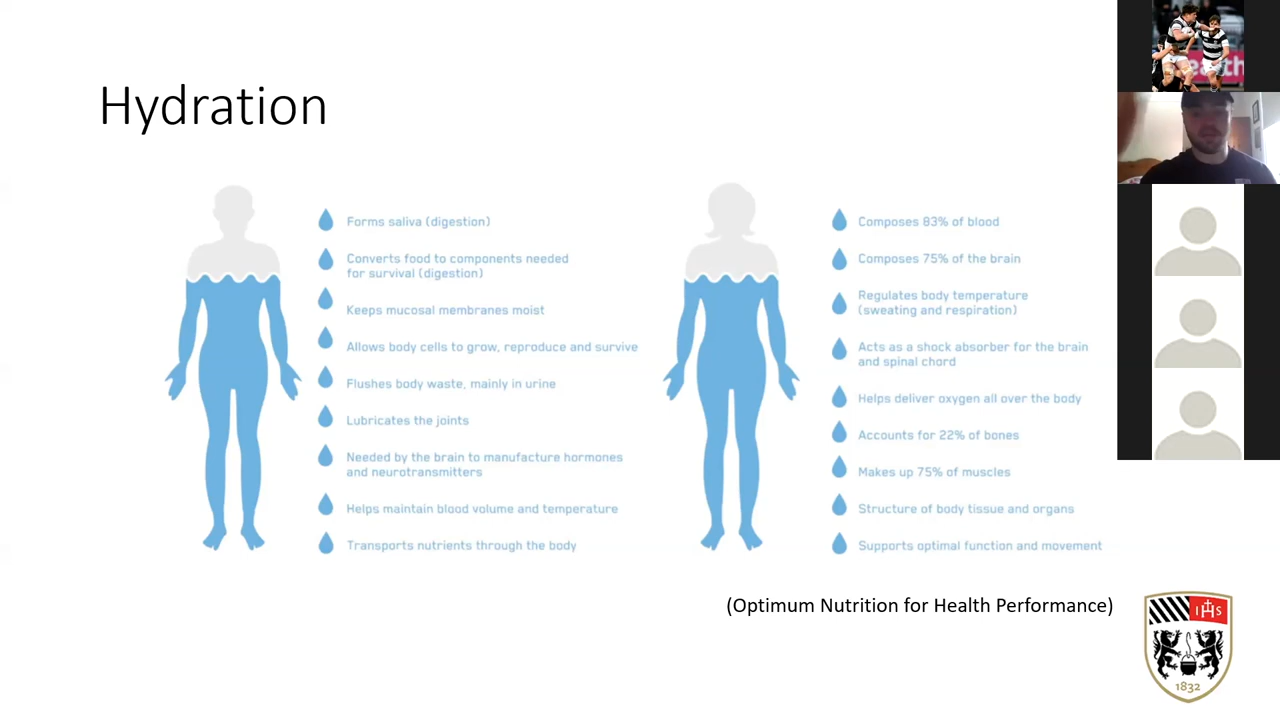 Hydration
Forms saliva (digestion)
Converts food to components needed
for survival (digestion)
Keeps mucosal membranes moist
Allows body cells to grow, reproduce and survive
Flushes body waste, mainly in urine
Lubricates the joints
Needed by the brain to manufacture hormones
and neurotransmitters
Helps maintain blood volume and temperature
Transports nutrients through the body
Composes 83% of blood
Composes 75% of the brain
Regulates body temperature
(sweating and respiration)
Acts as a shock absorber for the brain
and spinal chord
Helps deliver oxygen all over the body
Accounts for 22% of bones
Makes up 75% of muscles
Structure of body tissue and organs
Supports optimal function and movement
(Optimum Nutrition for Health Performance)
IHS
1832